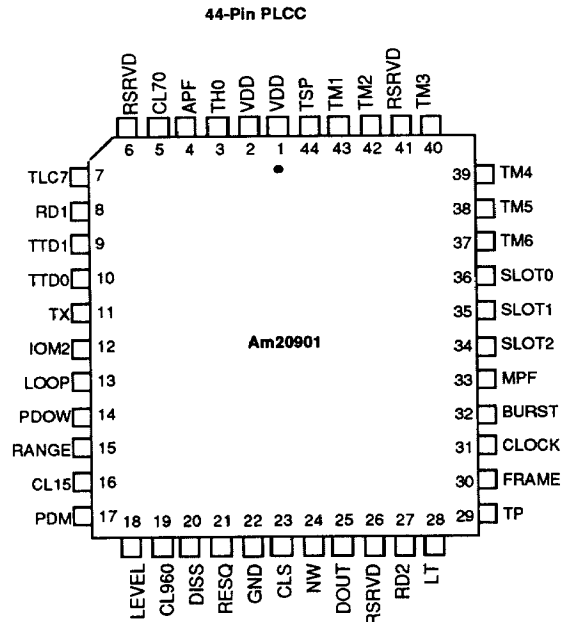 44-Pin PLCC
RSRVD CL70 APF TH0 VDD VDD TSP TM1 TM2 RSRVD TM3
6 5 4 3 2 1 44 43 42 41 40
TLC7 7 39 TM4
RD1 8 38 TM5
TTD1 9 37 TM6
TTD0 10 36 SLOT0
TX 11 35 SLOT1
IOM2 12 Am20901 34 SLOT2
LOOP 13 33 MPF
PDOW 14 32 BURST
RANGE 15 31 CLOCK
CL15 16 30 FRAME
PDM 17 29 TP
18 19 20 21 22 23 24 25 26 27 28
LEVEL CL960 DISS RESQ GND CLS NW DOUT RSRVD RD2 LT